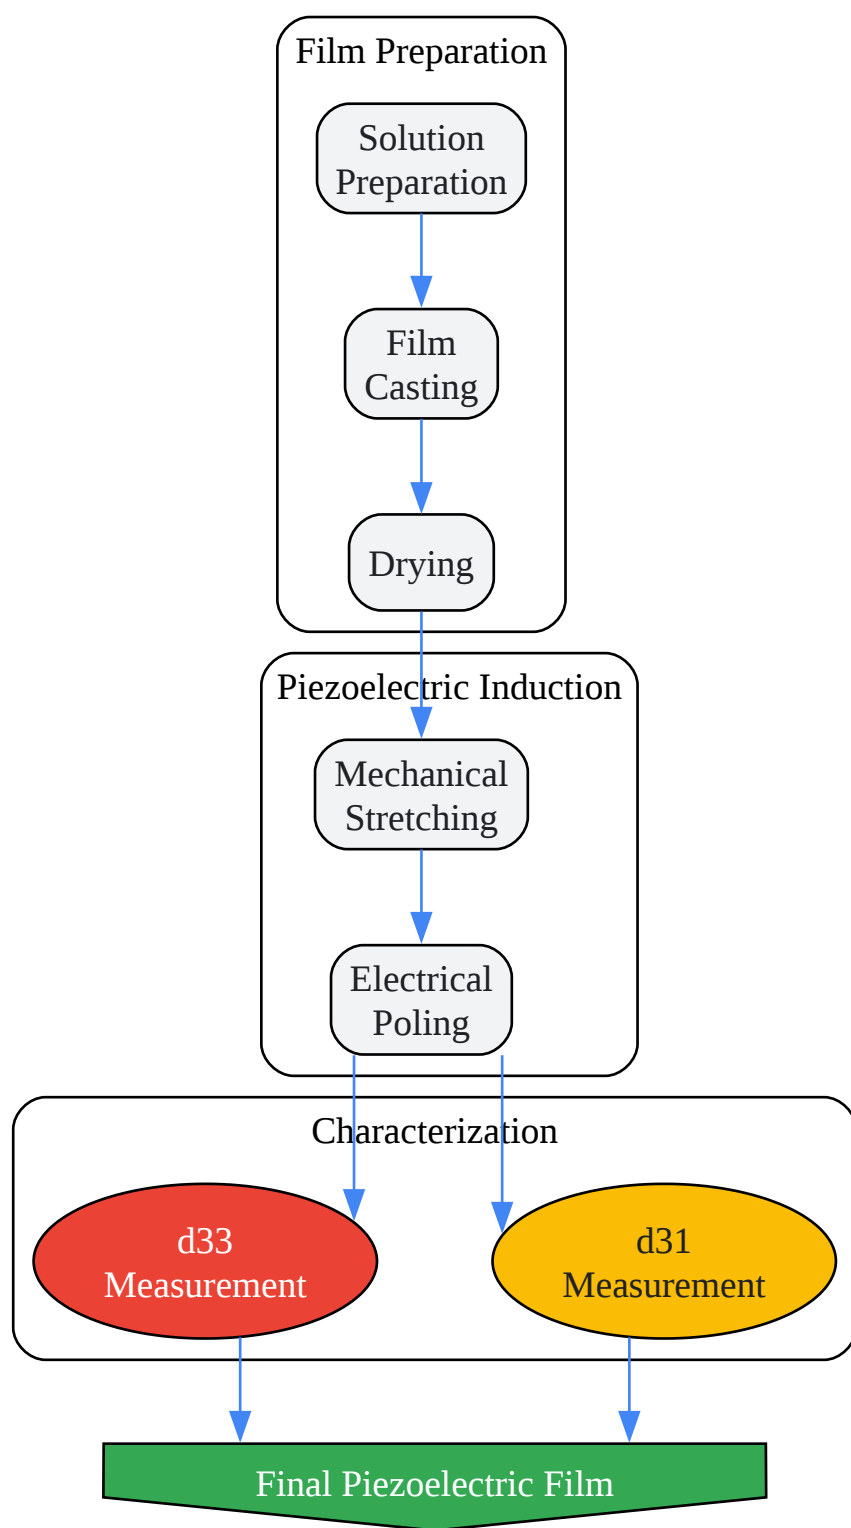 Film Preparation
Solution
Preparation
Film
Casting
Drying
Piezoelectric Induction
Mechanical
Stretching
Electrical
Poling
Characterization
d33
Measurement
d31
Measurement
Final Piezoelectric Film